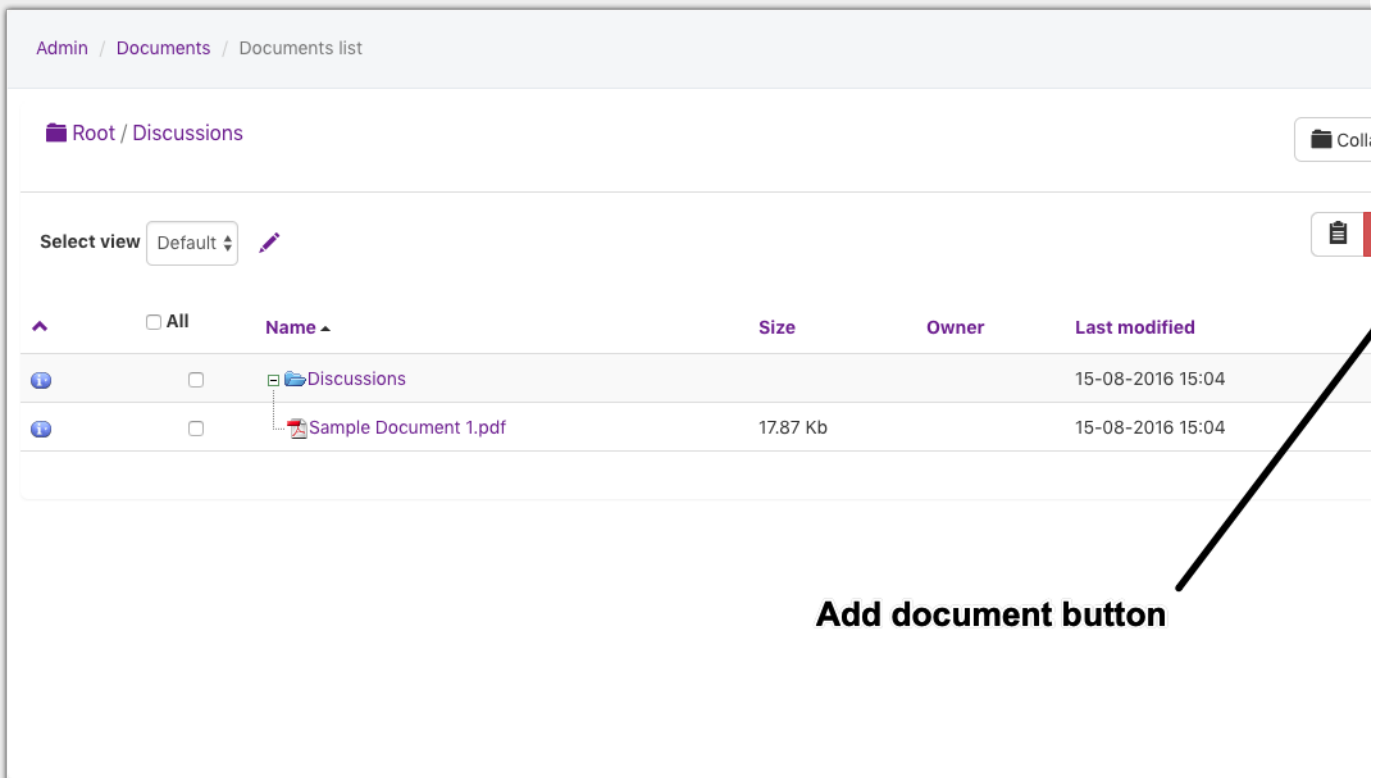 Admin / Documents / Documents list
Root / Discussions
Select view Default
All Name Size Owner Last modified
Discussions 15-08-2016 15:04
Sample Document 1.pdf 17.87 Kb 15-08-2016 15:04
Add document button